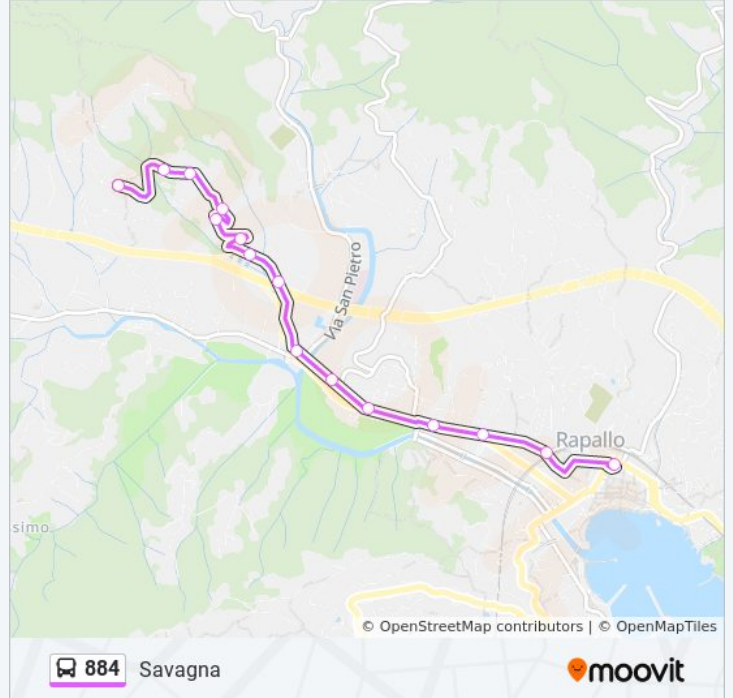 Via San Pietro
Rapallo
simo
© OpenStreetMap contributors | © OpenMapTiles
884 Savagna
moovit